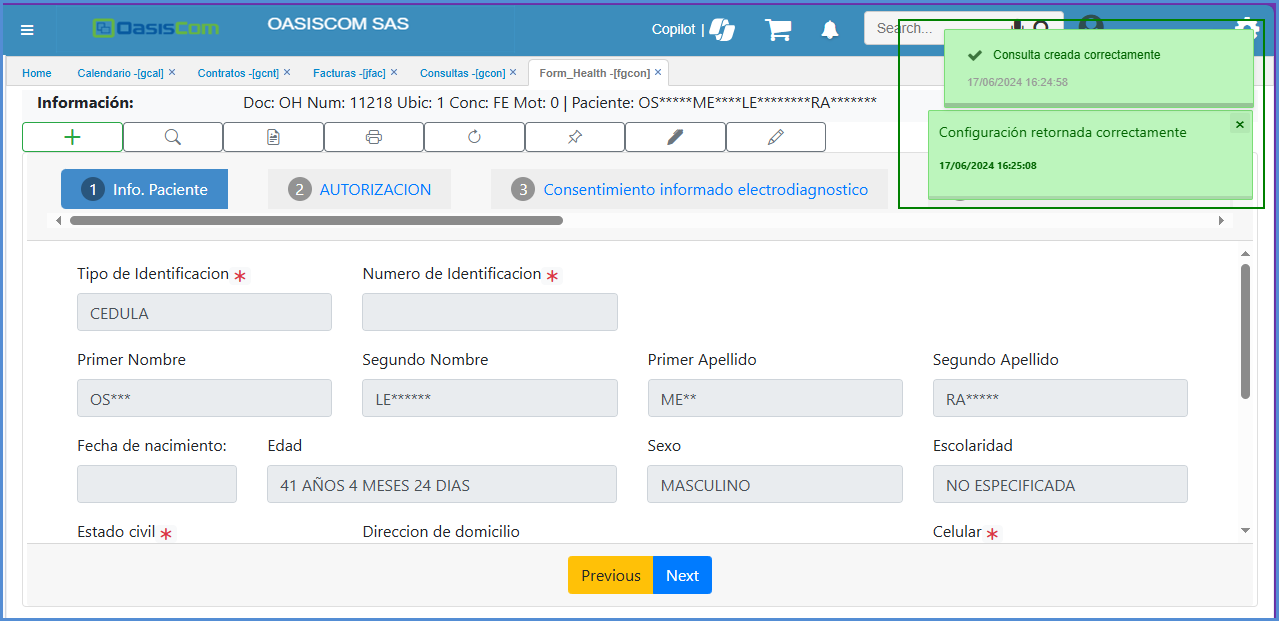 OasisCom
OASISCOM SAS
Copilot |
Search...
Consulta creada correctamente
17/06/2024 16:24:58
Configuración retornada correctamente
17/06/2024 16:25:08
Home
Calendario -[gcal] ×
Contratos -[gcnt] ×
Facturas -[jfac] ×
Consultas -[gcon] ×
Form_Health -[fgcon] ×
Información:
Doc: OH Num: 11218 Ubic: 1 Conc: FE Mot: 0 | Paciente: OS*****ME****LE********RA*******
1 Info. Paciente
2 AUTORIZACION
3 Consentimiento informado electrodiagnostico
Tipo de Identificacion *
Numero de Identificacion *
CEDULA
Primer Nombre
Segundo Nombre
Primer Apellido
Segundo Apellido
OS***
LE******
ME**
RA*****
Fecha de nacimiento:
Edad
Sexo
Escolaridad
41 AÑOS 4 MESES 24 DIAS
MASCULINO
NO ESPECIFICADA
Estado civil *
Direccion de domicilio
Celular *
Previous
Next